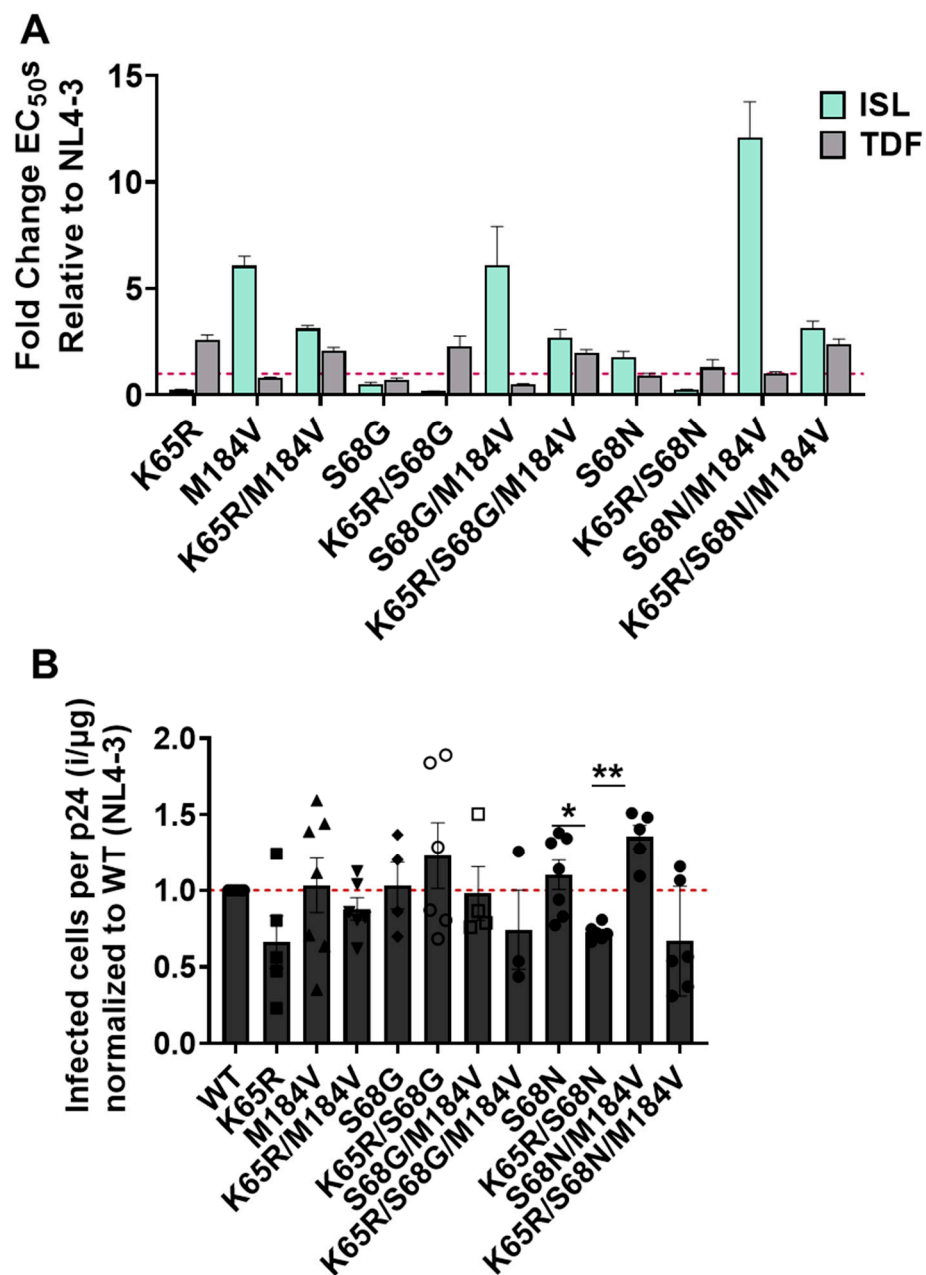 A
Fold Change EC50s
Relative to NL4-3
15
10
5
0
ISL
TDF
K65R
M184V
K65R/M184V
S68G
K65R/S68G
S68G/M184V
K65R/S68G/M184V
S68N
K65R/S68N
S68N/M184V
K65R/S68N/M184V
B
Infected cells per p24 (i/µg)
normalized to WT (NL4-3)
2.0
1.5
1.0
0.5
0.0
*
**
WT
K65R
M184V
K65R/M184V
S68G
K65R/S68G
S68G/M184V
K65R/S68G/M184V
S68N
K65R/S68N
S68N/M184V
K65R/S68N/M184V